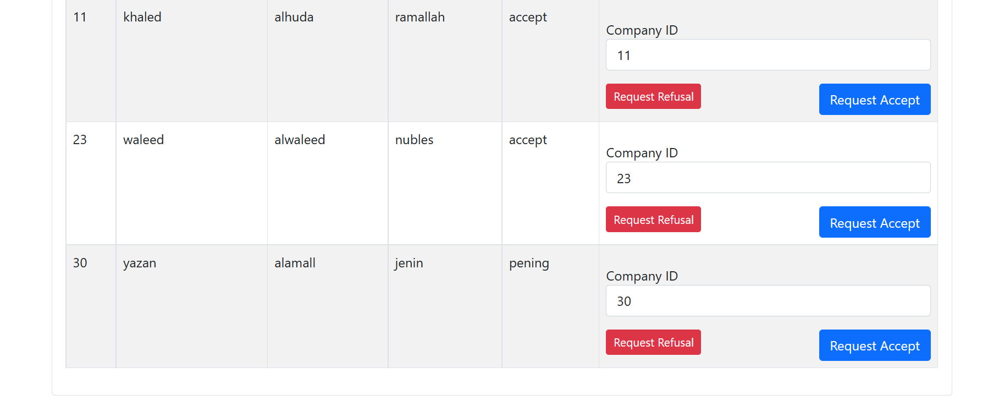 11 khaled alhuda ramallah accept
Company ID
11
Request Refusal Request Accept
23 waleed alwaleed nubles accept
Company ID
23
Request Refusal Request Accept
30 yazan alamall jenin pening
Company ID
30
Request Refusal Request Accept